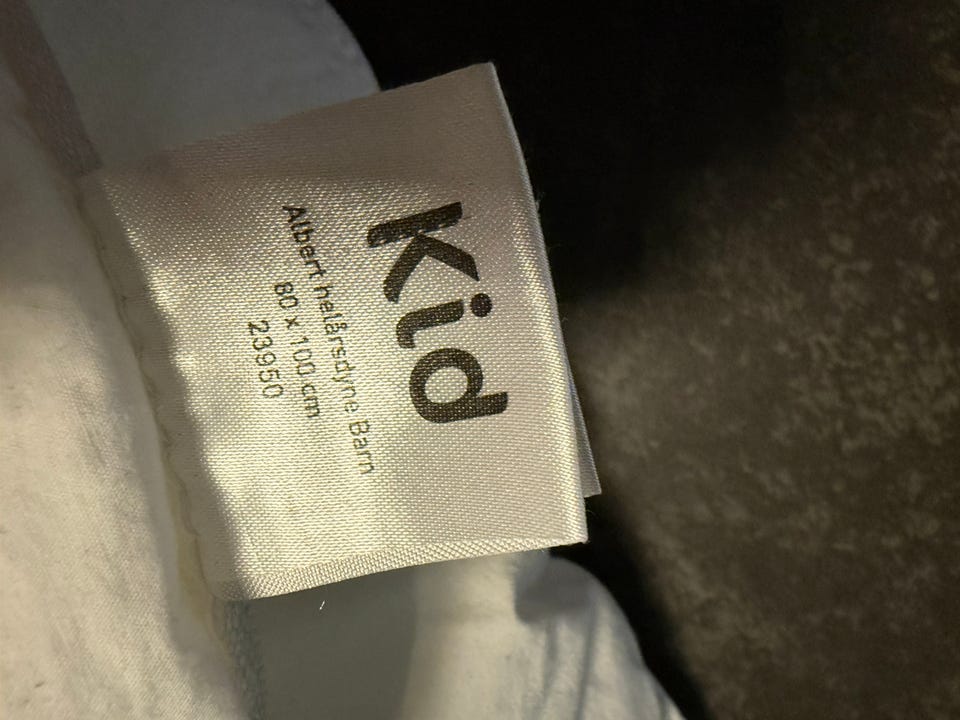 Kid
Albert helårsdyne Barn
80 x 100 cm
23950